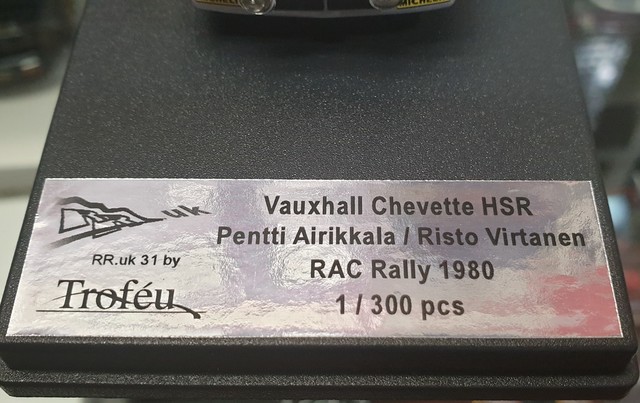 MICHELIN
uk
Vauxhall Chevette HSR
Pentti Airikkala / Risto Virtanen
RR.uk 31 by
RAC Rally 1980
Troféu
1 / 300 pcs